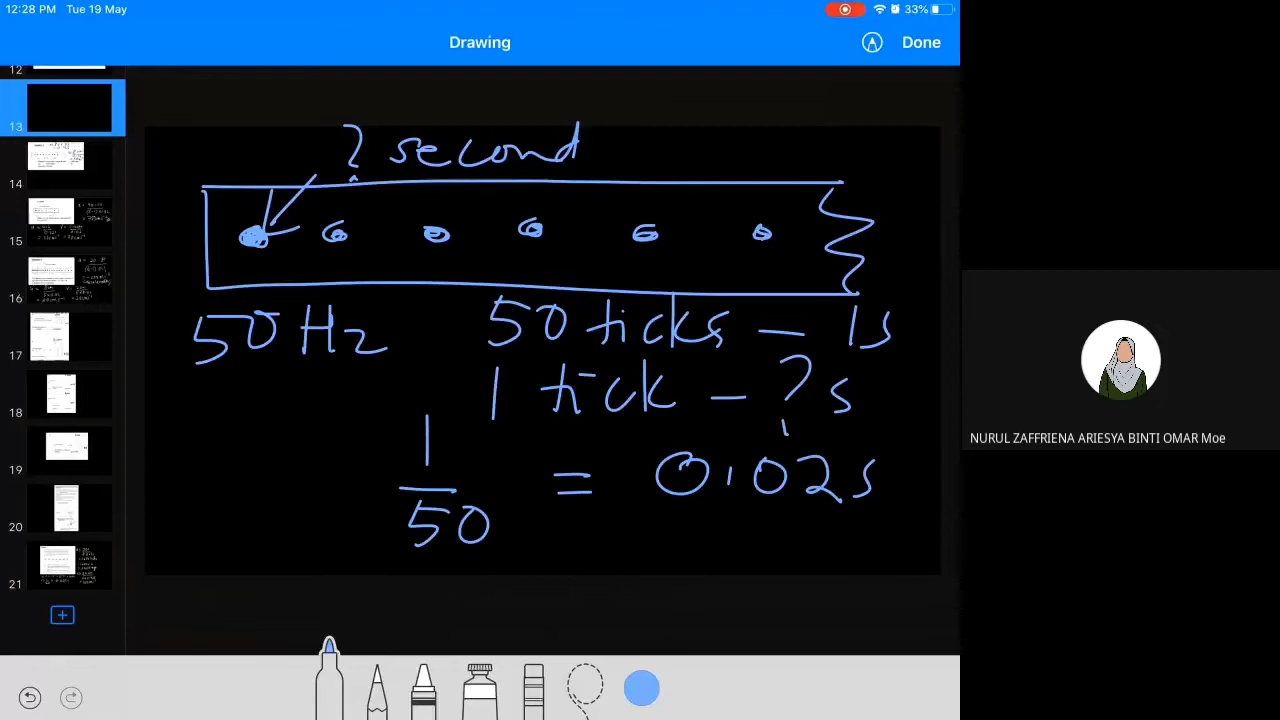 12:28 PM Tue 19 May
33%
Drawing
Done
12
13
14
15
16
17
18
19
20
21
? second
50 Hz
50 ticks – 1s
1 tick – ? s
1
50
= 0.02s
NURUL ZAFFRIENA ARIESYA BINTI OMAR Moe